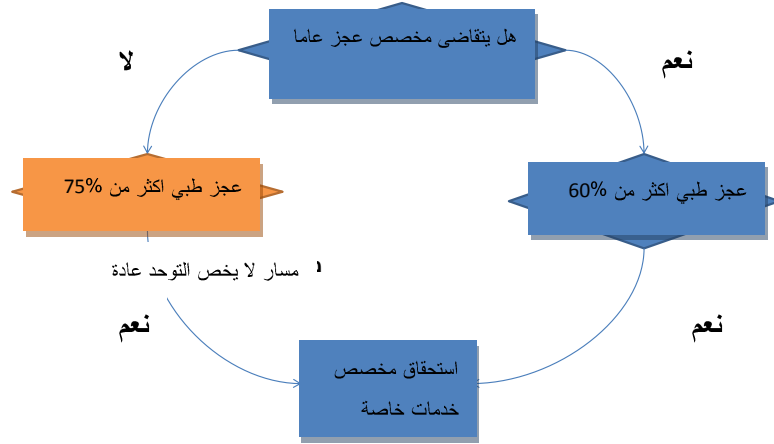 هل يتقاضى مخصص عجز عاما
لا
نعم
عجز طبي اكثر من 75%
عجز طبي اكثر من 60%
مسار لا يخص التوحد عادة
نعم
نعم
استحقاق مخصص
خدمات خاصة